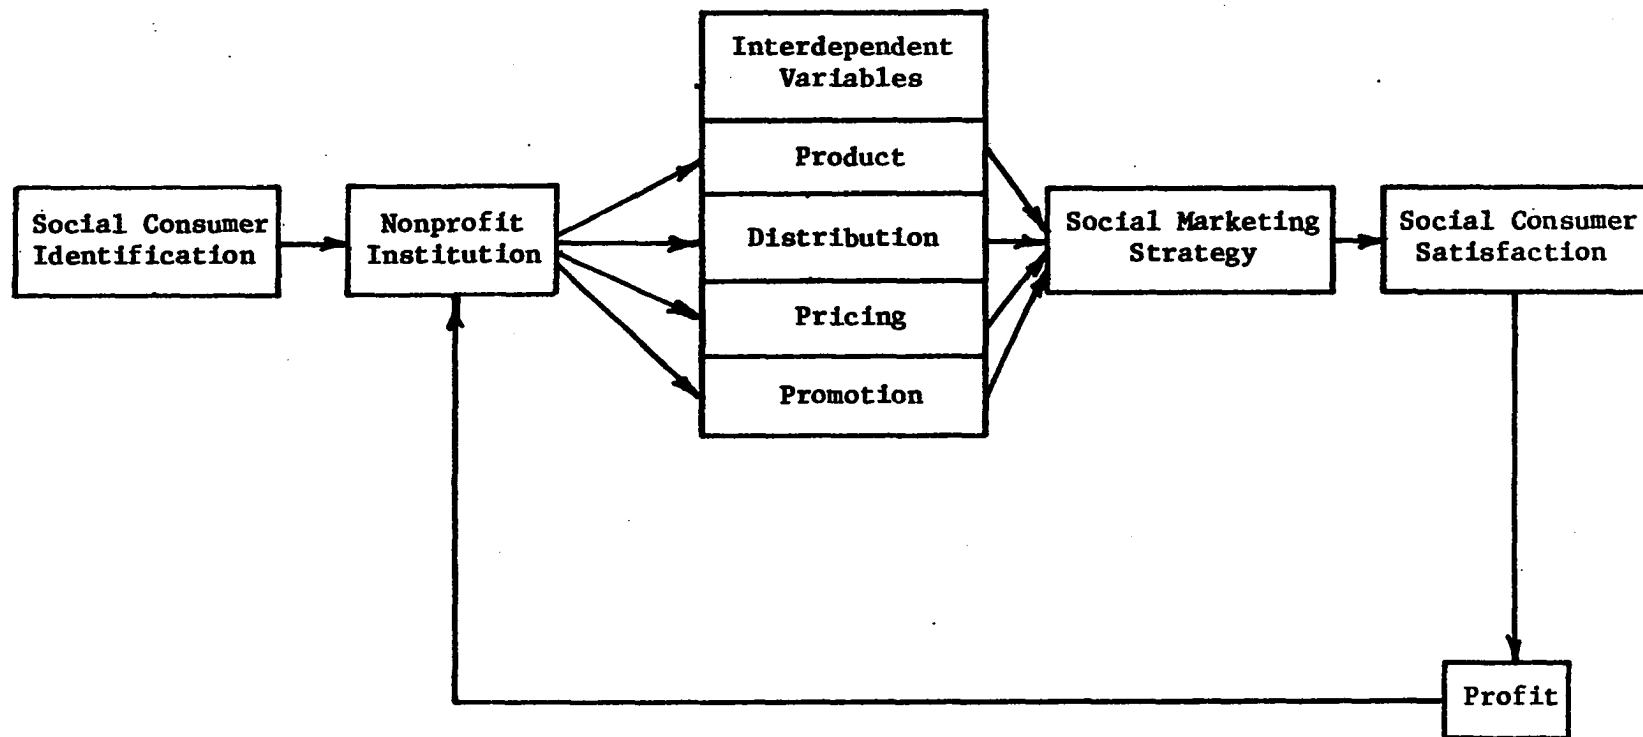 Interdependent
Variables
Product
Social Consumer
Identification
Nonprofit
Institution
Distribution
Social Marketing
Strategy
Social Consumer
Satisfaction
Pricing
Promotion
Profit